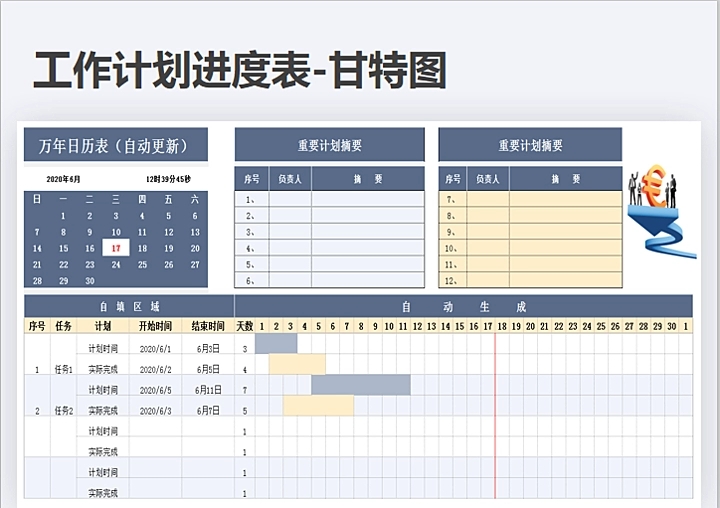 工作计划进度表-甘特图
万年日历表（自动更新） 重要计划摘要 重要计划摘要
2020年6月 12时39分45秒
序号 负责人 摘 要 序号 负责人 摘 要
日 一 二 三 四 五 六
1、 7、
1 2 3 4 5 6
2、 8、
7 8 9 10 11 12 13
3、 9、
14 15 16 17 18 19 20
4、 10、
21 22 23 24 25 26 27
5、 11、
28 29 30
6、 12、
自 填 区 域 自 动 生 成
序号 任务 计划 开始时间 结束时间 天数 1 2 3 4 5 6 7 8 9 10 11 12 13 14 15 16 17 18 19 20 21 22 23 24 25 26 27 28 29 30 1
计划时间 2020/6/1 6月3日 3
1 任务1 实际完成 2020/6/2 6月5日 4
计划时间 2020/6/5 6月11日 7
2 任务2 实际完成 2020/6/3 6月7日 5
计划时间 1
实际完成 1
计划时间 1
实际完成 1